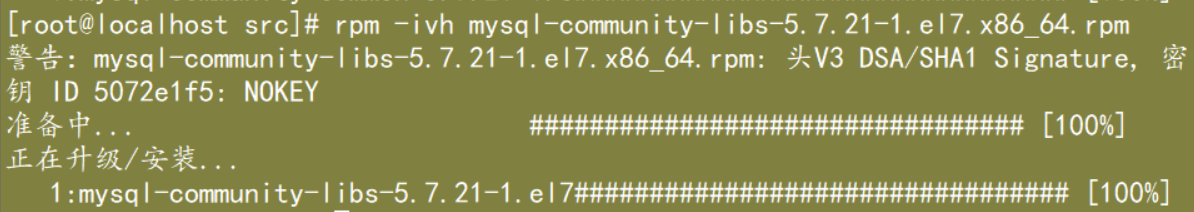 [root@localhost src]# rpm -ivh mysql-community-libs-5.7.21-1.el7.x86_64.rpm
警告：mysql-community-libs-5.7.21-1.el7.x86_64.rpm: 头V3 DSA/SHA1 Signature, 密
钥 ID 5072e1f5: NOKEY
准备中... ################################# [100%]
正在升级/安装...
1:mysql-community-libs-5.7.21-1.el7################################# [100%]